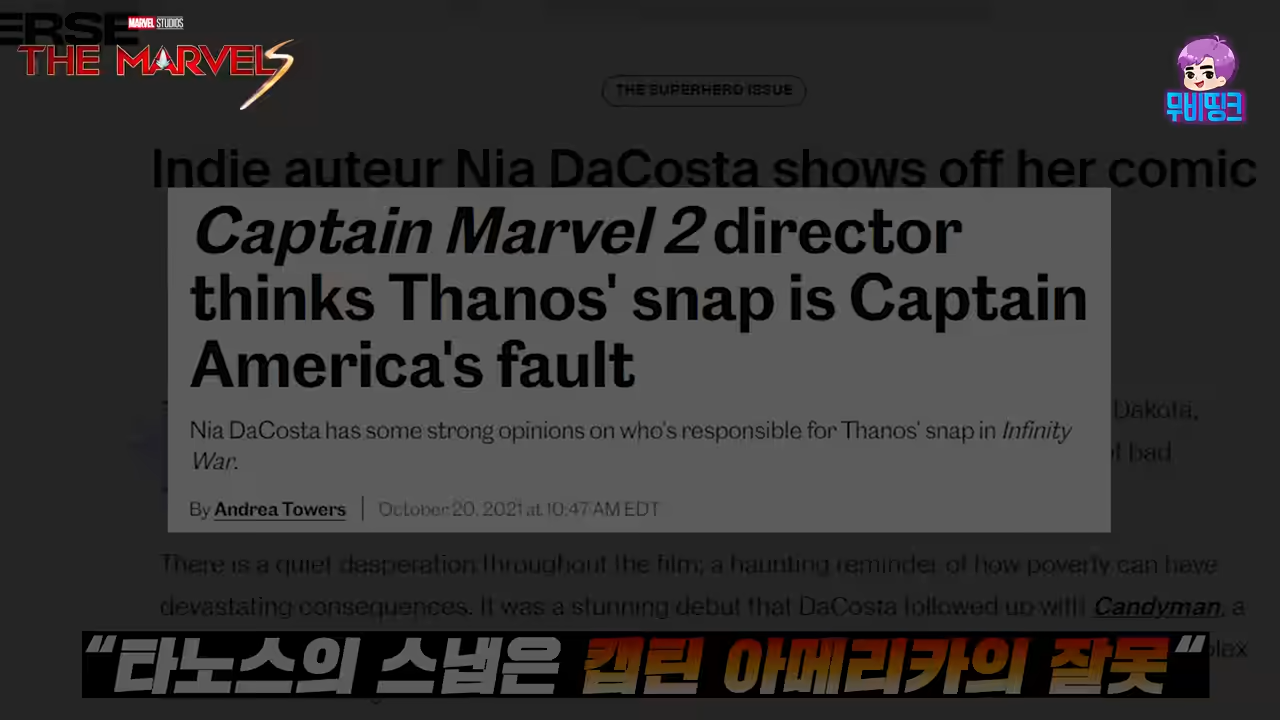 ERSE
MARVEL STUDIOS
THE MARVELS
THE SUPERHERO ISSUE
무비띵크
Indie auteur Nia DaCosta shows off her comic
Captain Marvel 2 director
thinks Thanos' snap is Captain
America's fault
Dakota,
Nia DaCosta has some strong opinions on who's responsible for Thanos' snap in Infinity
of bad
War.
By Andrea Towers | October 20, 2021 at 10:47 AM EDT
There is a quiet desperation throughout the film; a haunting reminder of how poverty can have
devastating consequences. It was a stunning debut that DaCosta followed up with Candyman, a
“타노스의 스냅은 캡틴 아메리카의 잘못“